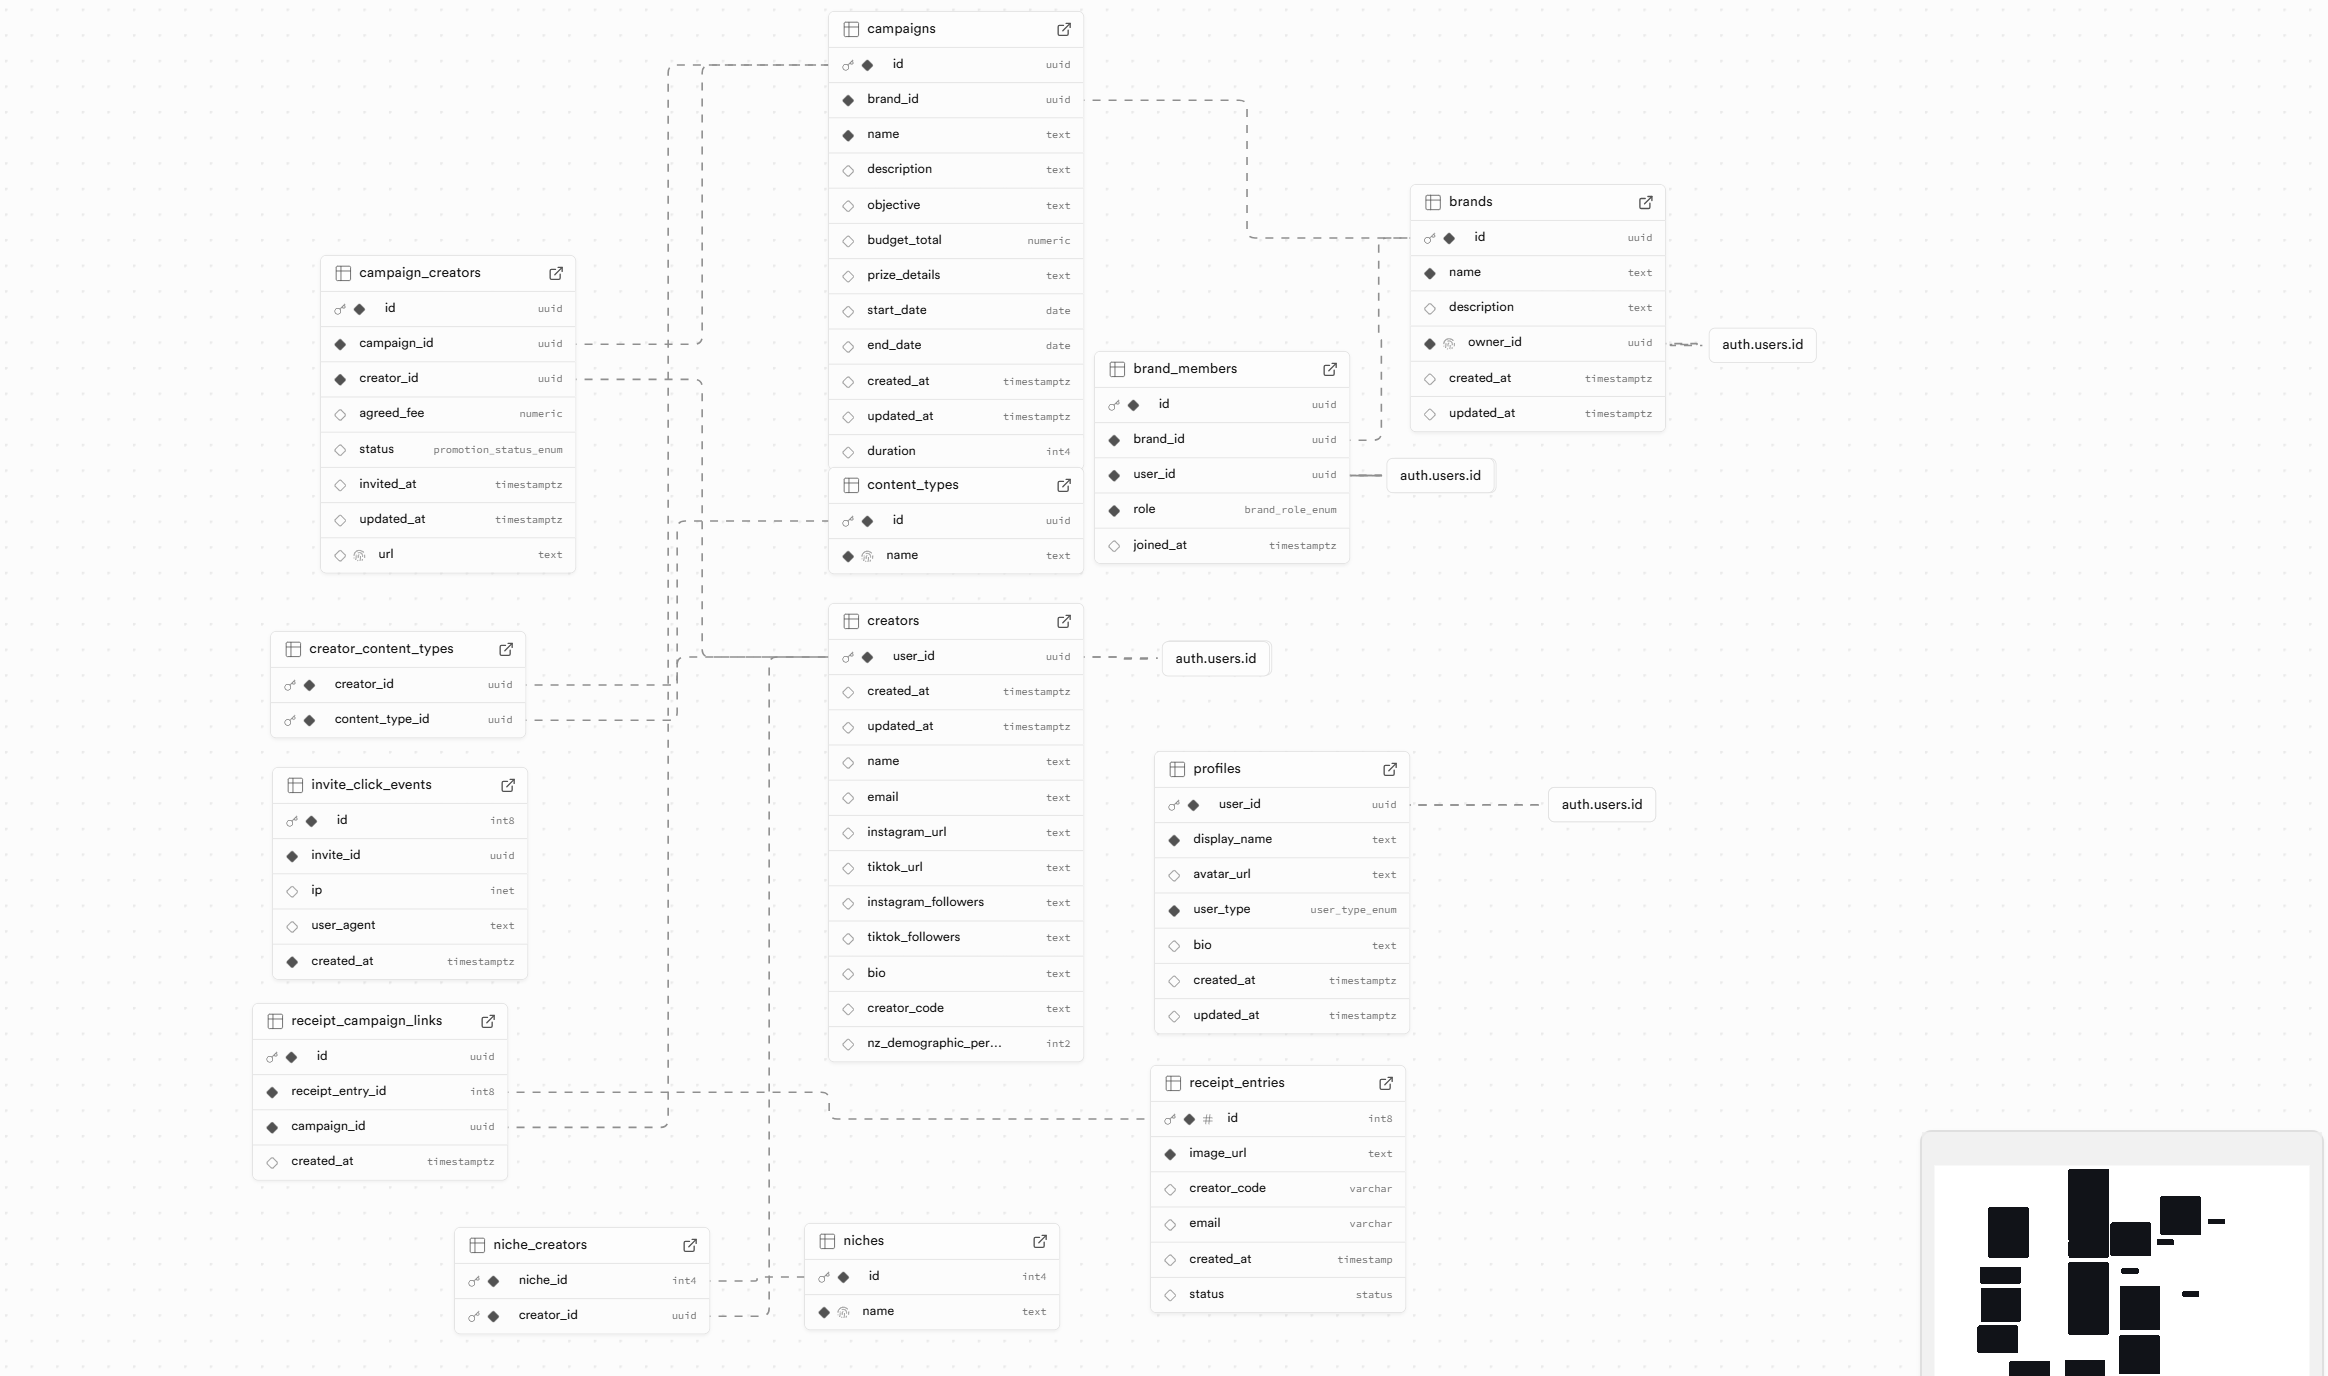 campaigns
id uuid
brand_id uuid
name text
description text
objective text
budget_total numeric
prize_details text
start_date date
end_date date
created_at timestamptz
updated_at timestamptz
duration int4
brands
id uuid
name text
description text
owner_id uuid
created_at timestamptz
updated_at timestamptz
auth.users.id
campaign_creators
id uuid
campaign_id uuid
creator_id uuid
agreed_fee numeric
status promotion_status_enum
invited_at timestamptz
updated_at timestamptz
url text
brand_members
id uuid
brand_id uuid
user_id uuid
role brand_role_enum
joined_at timestamptz
auth.users.id
content_types
id uuid
name text
creators
user_id uuid
created_at timestamptz
updated_at timestamptz
name text
email text
instagram_url text
tiktok_url text
instagram_followers text
tiktok_followers text
bio text
creator_code text
nz_demographic_per... int2
auth.users.id
creator_content_types
creator_id uuid
content_type_id uuid
profiles
user_id uuid
display_name text
avatar_url text
user_type user_type_enum
bio text
created_at timestamptz
updated_at timestamptz
auth.users.id
invite_click_events
id int8
invite_id uuid
ip inet
user_agent text
created_at timestamptz
receipt_campaign_links
id uuid
receipt_entry_id int8
campaign_id uuid
created_at timestamptz
receipt_entries
# id int8
image_url text
creator_code varchar
email varchar
created_at timestamp
status status
niche_creators
niche_id int4
creator_id uuid
niches
id int4
name text